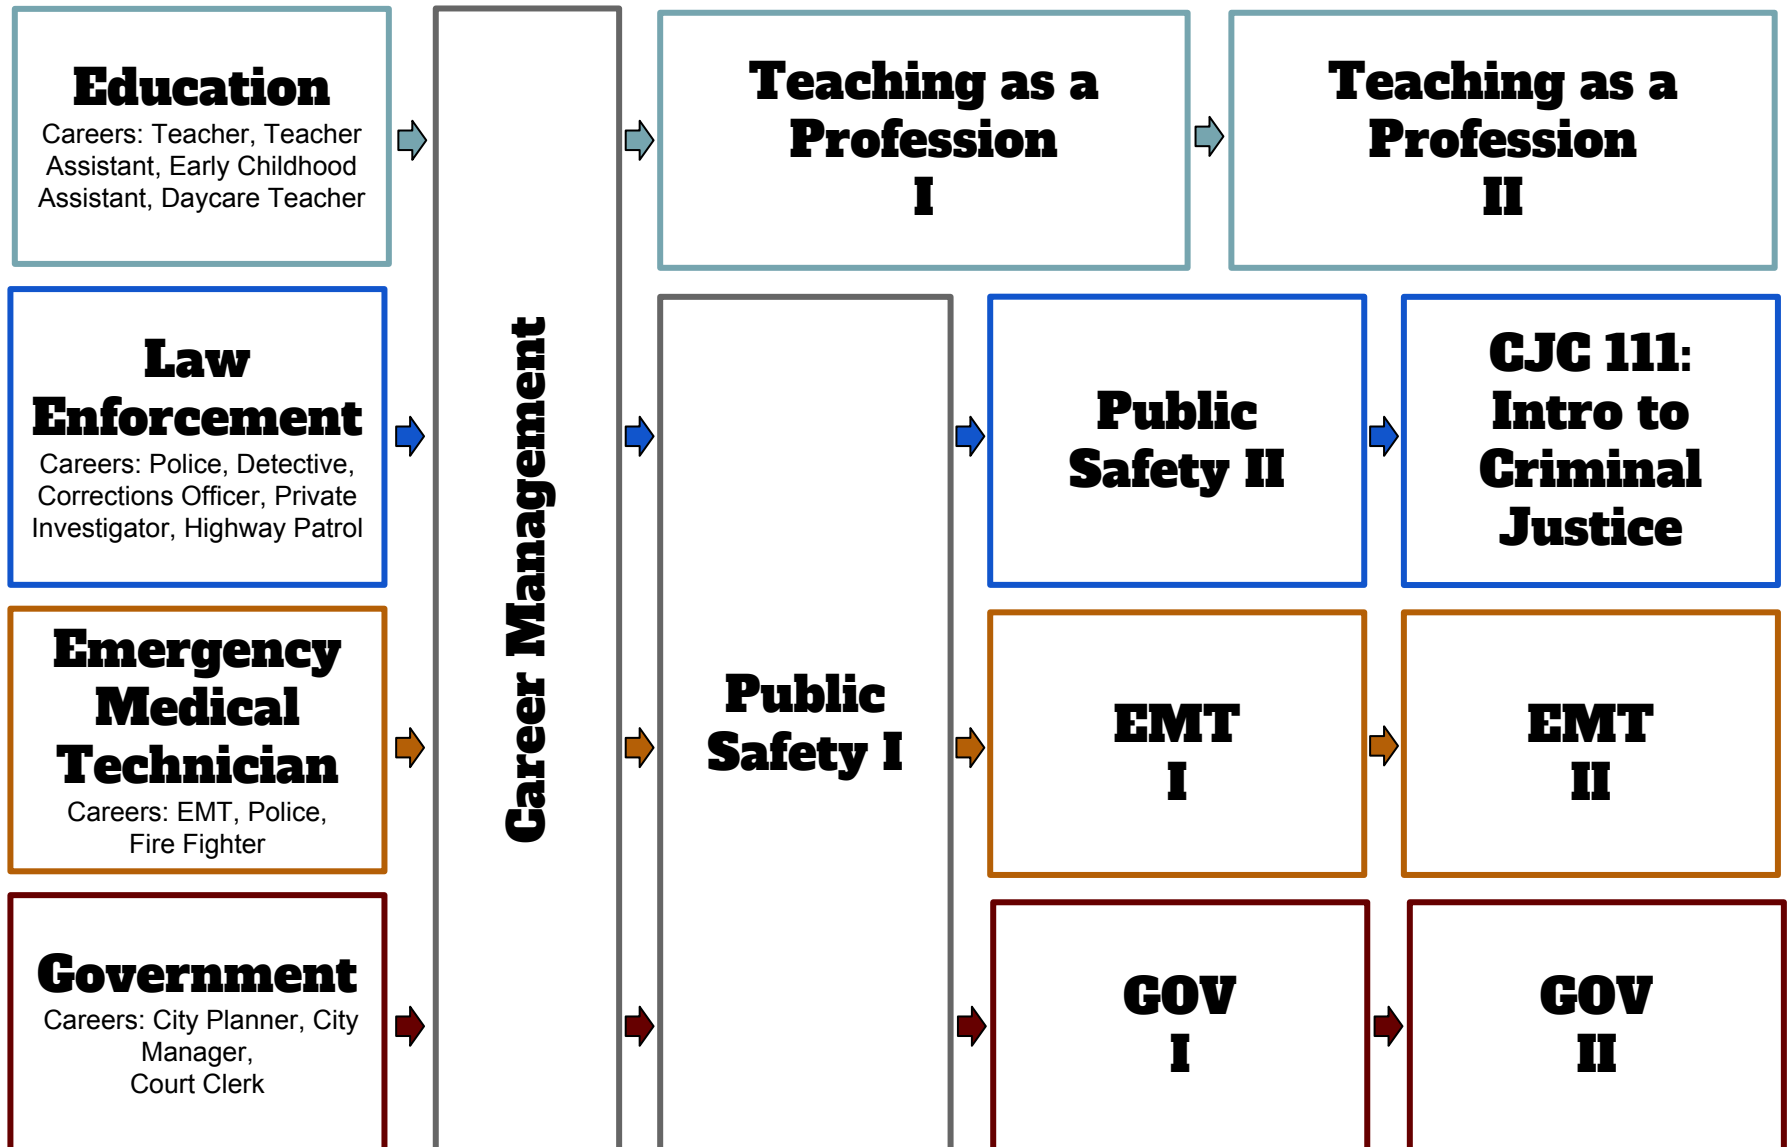 Education
Careers: Teacher, Teacher
Assistant, Early Childhood
Assistant, Daycare Teacher
Career Management
Teaching as a
Profession
I
Teaching as a
Profession
II
Law
Enforcement
Careers: Police, Detective,
Corrections Officer, Private
Investigator, Highway Patrol
Public
Safety I
Public
Safety II
CJC 111:
Intro to
Criminal
Justice
Emergency
Medical
Technician
Careers: EMT, Police,
Fire Fighter
EMT
I
EMT
II
Government
Careers: City Planner, City
Manager,
Court Clerk
GOV
I
GOV
II